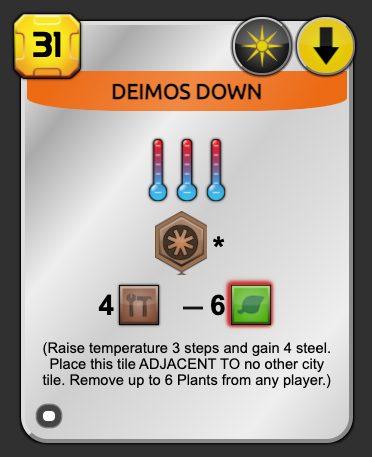 31
DEIMOS DOWN
*
4 — 6
(Raise temperature 3 steps and gain 4 steel.
Place this tile ADJACENT TO no other city
tile. Remove up to 6 Plants from any player.)